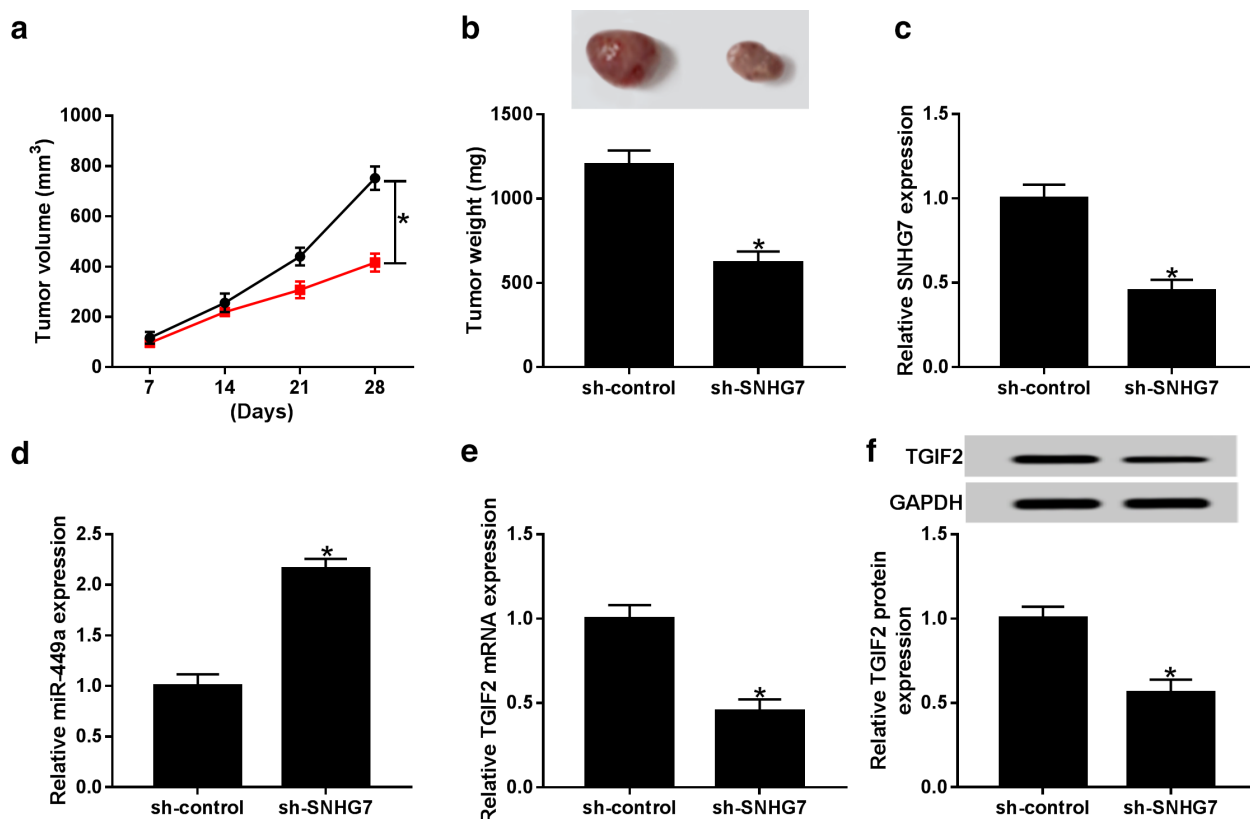 a
Tumor volume (mm³)
1000
800
600
400
200
0
*
7 14 21 28
(Days)
b
Tumor weight (mg)
1500
1000
500
0
*
sh-control sh-SNHG7
c
Relative SNHG7 expression
1.5
1.0
0.5
0.0
*
sh-control sh-SNHG7
d
Relative miR-449a expression
2.5
2.0
1.5
1.0
0.5
0.0
*
sh-control sh-SNHG7
e
Relative TGIF2 mRNA expression
1.5
1.0
0.5
0.0
*
sh-control sh-SNHG7
f
TGIF2
GAPDH
Relative TGIF2 protein
expression
1.5
1.0
0.5
0.0
*
sh-control sh-SNHG7